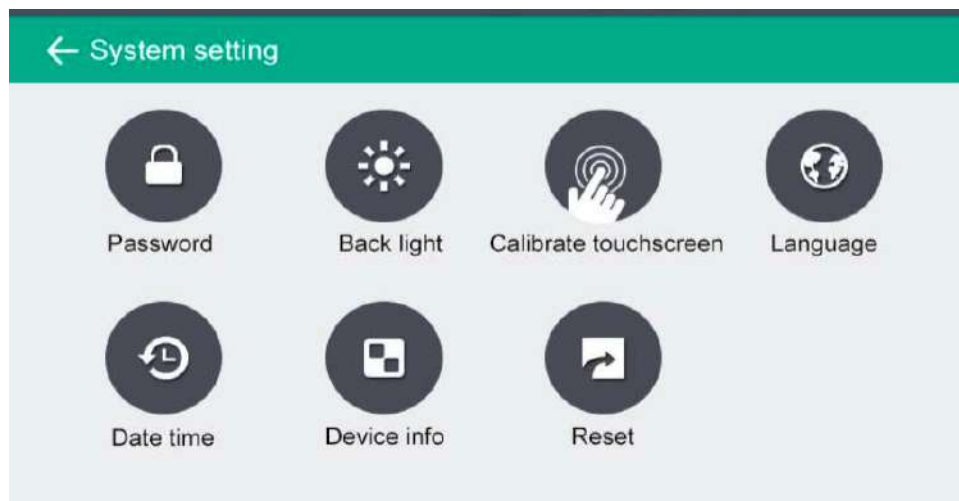 System setting
Password
Back light
Calibrate touchscreen
Language
Date time
Device info
Reset